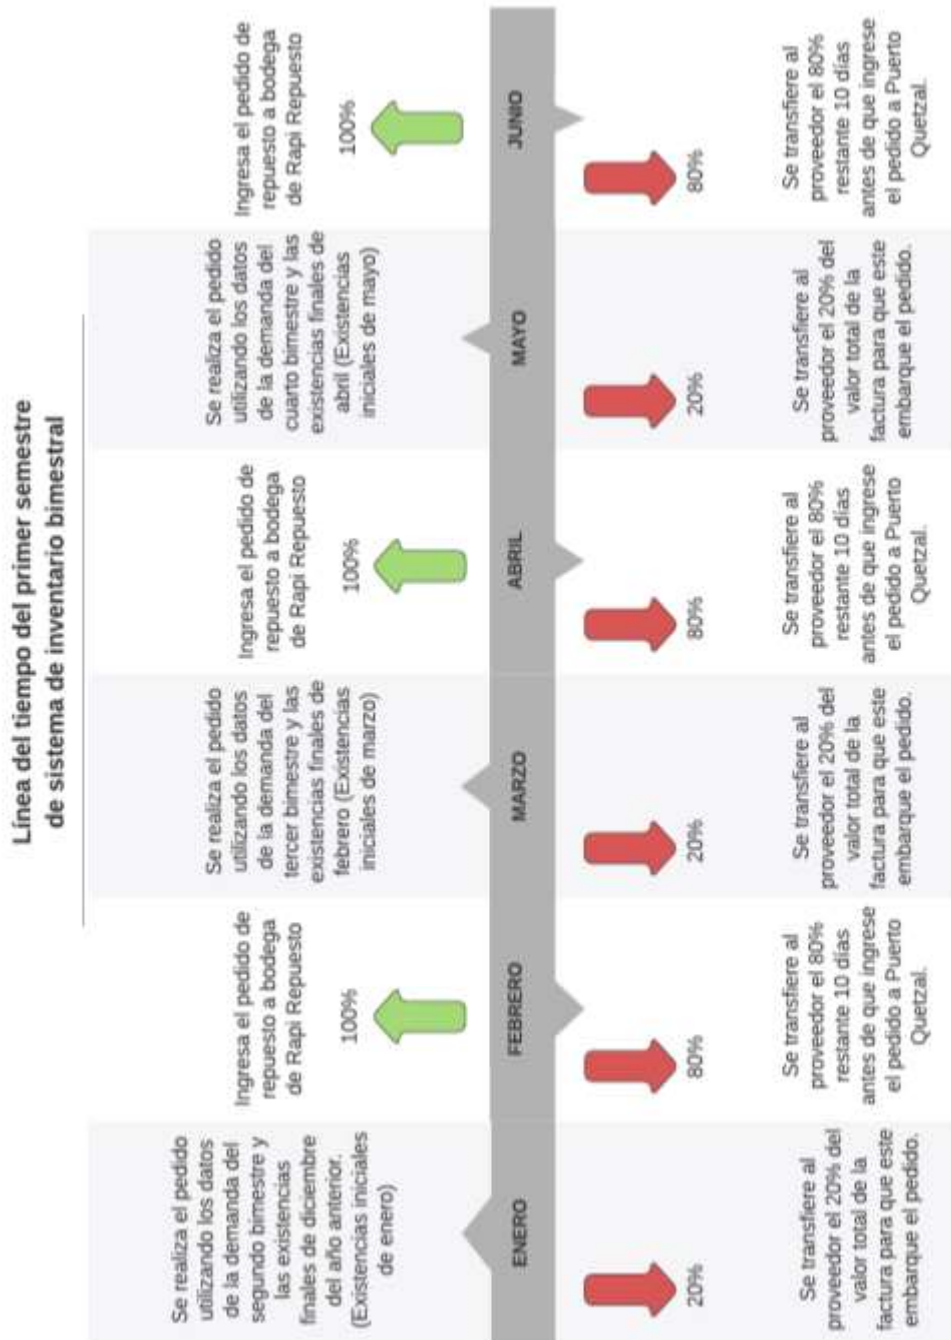 Línea del tiempo del primer semestre
de sistema de inventario bimestral
Se realiza el pedido
utilizando los datos
de la demanda del
segundo bimestre y
las existencias
finales de diciembre
del año anterior.
(Existencias iniciales
de enero)
Ingresa el pedido de
repuesto a bodega
de Rapi Repuesto
100%
Se realiza el pedido
utilizando los datos
de la demanda del
tercer bimestre y las
existencias finales de
febrero (Existencias
iniciales de marzo)
Ingresa el pedido de
repuesto a bodega
de Rapi Repuesto
100%
Se realiza el pedido
utilizando los datos
de la demanda del
cuarto bimestre y las
existencias finales de
abril (Existencias
iniciales de mayo)
Ingresa el pedido de
repuesto a bodega
de Rapi Repuesto
100%
ENERO
FEBRERO
MARZO
ABRIL
MAYO
JUNIO
20%
80%
20%
80%
20%
80%
Se transfiere al
proveedor el 20% del
valor total de la
factura para que este
embarque el pedido.
Se transfiere al
proveedor el 80%
restante 10 días
antes de que ingrese
el pedido a Puerto
Quetzal.
Se transfiere al
proveedor el 20% del
valor total de la
factura para que este
embarque el pedido.
Se transfiere al
proveedor el 80%
restante 10 días
antes de que ingrese
el pedido a Puerto
Quetzal.
Se transfiere al
proveedor el 20% del
valor total de la
factura para que este
embarque el pedido.
Se transfiere al
proveedor el 80%
restante 10 días
antes de que ingrese
el pedido a Puerto
Quetzal.